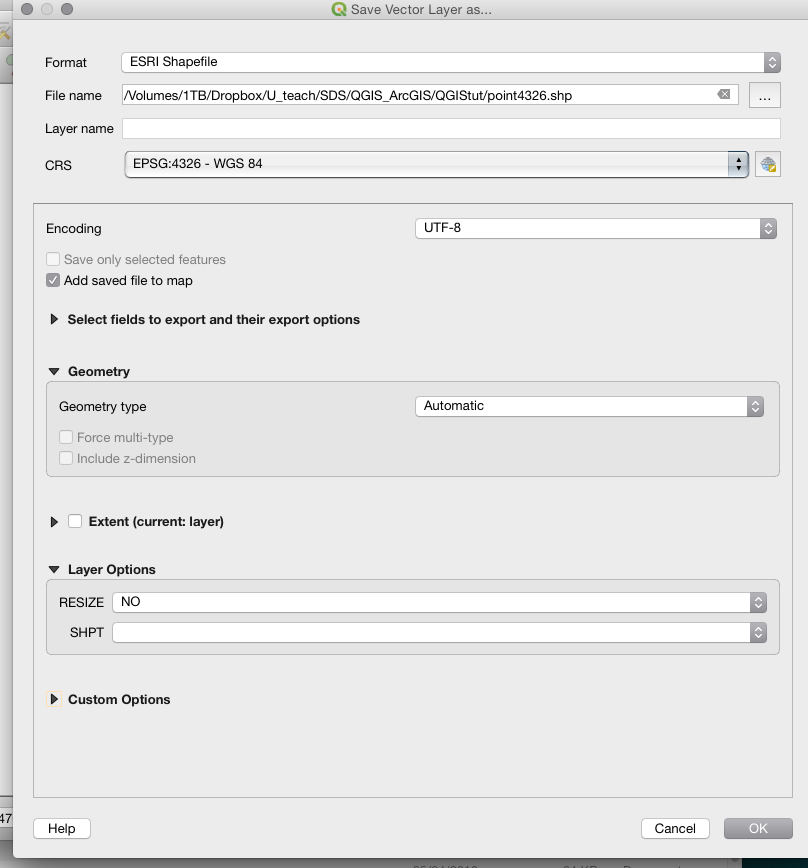 Save Vector Layer as...
Format ESRI Shapefile
File name /Volumes/1TB/Dropbox/U_teach/SDS/QGIS_ArcGIS/QGIStut/point4326.shp ...
Layer name
CRS EPSG:4326 - WGS 84
Encoding UTF-8
Save only selected features
Add saved file to map
Select fields to export and their export options
Geometry
Geometry type Automatic
Force multi-type
Include z-dimension
Extent (current: layer)
Layer Options
RESIZE NO
SHPT
Custom Options
47
Help Cancel OK